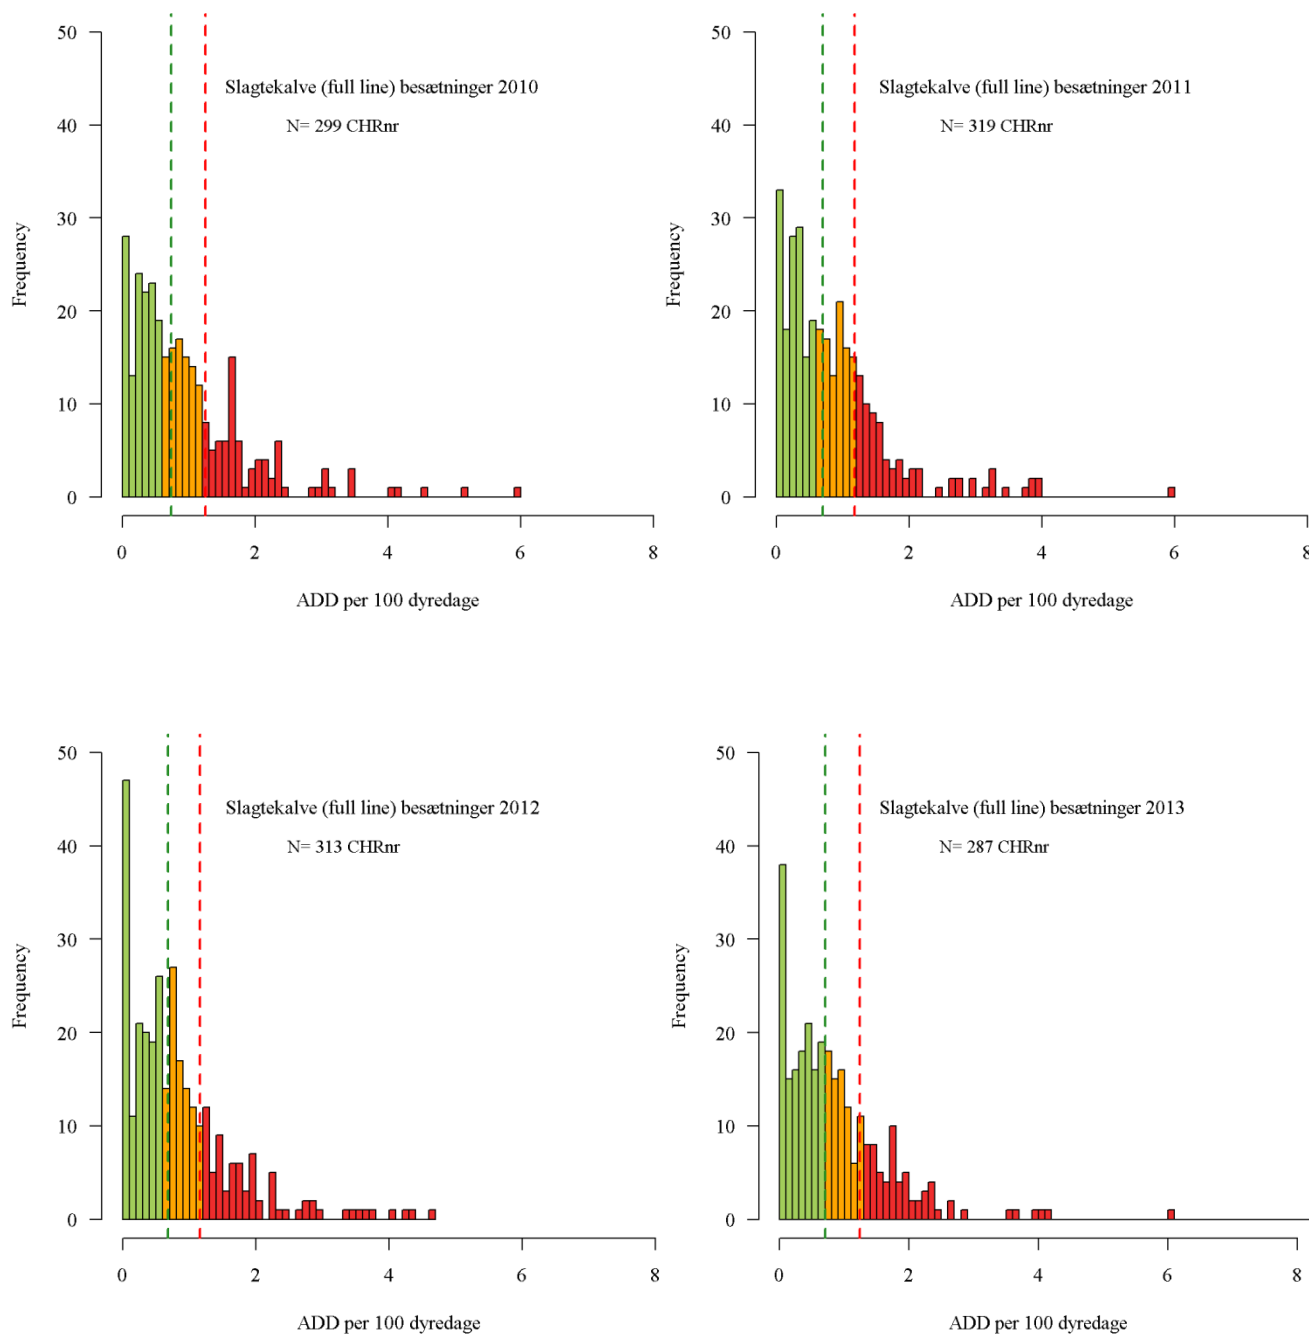 Slagtekalve (full line) besætninger 2010
N= 299 CHRnr
Frequency
50
40
30
20
10
0
0 2 4 6 8
ADD per 100 dyredage
Slagtekalve (full line) besætninger 2011
N= 319 CHRnr
Frequency
50
40
30
20
10
0
0 2 4 6 8
ADD per 100 dyredage
Slagtekalve (full line) besætninger 2012
N= 313 CHRnr
Frequency
50
40
30
20
10
0
0 2 4 6 8
ADD per 100 dyredage
Slagtekalve (full line) besætninger 2013
N= 287 CHRnr
Frequency
50
40
30
20
10
0
0 2 4 6 8
ADD per 100 dyredage